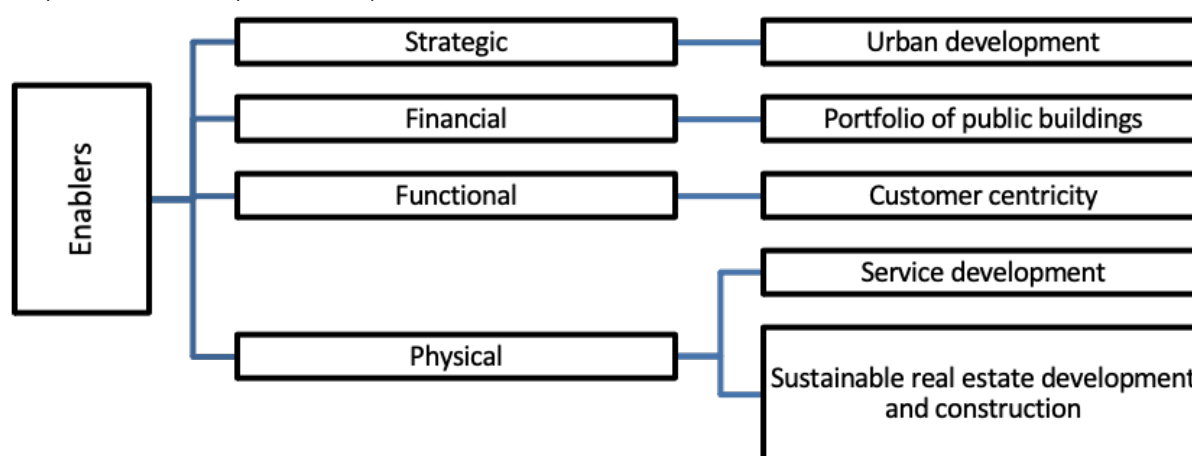 Enablers
Strategic
Urban development
Financial
Portfolio of public buildings
Functional
Customer centricity
Physical
Service development
Sustainable real estate development
and construction